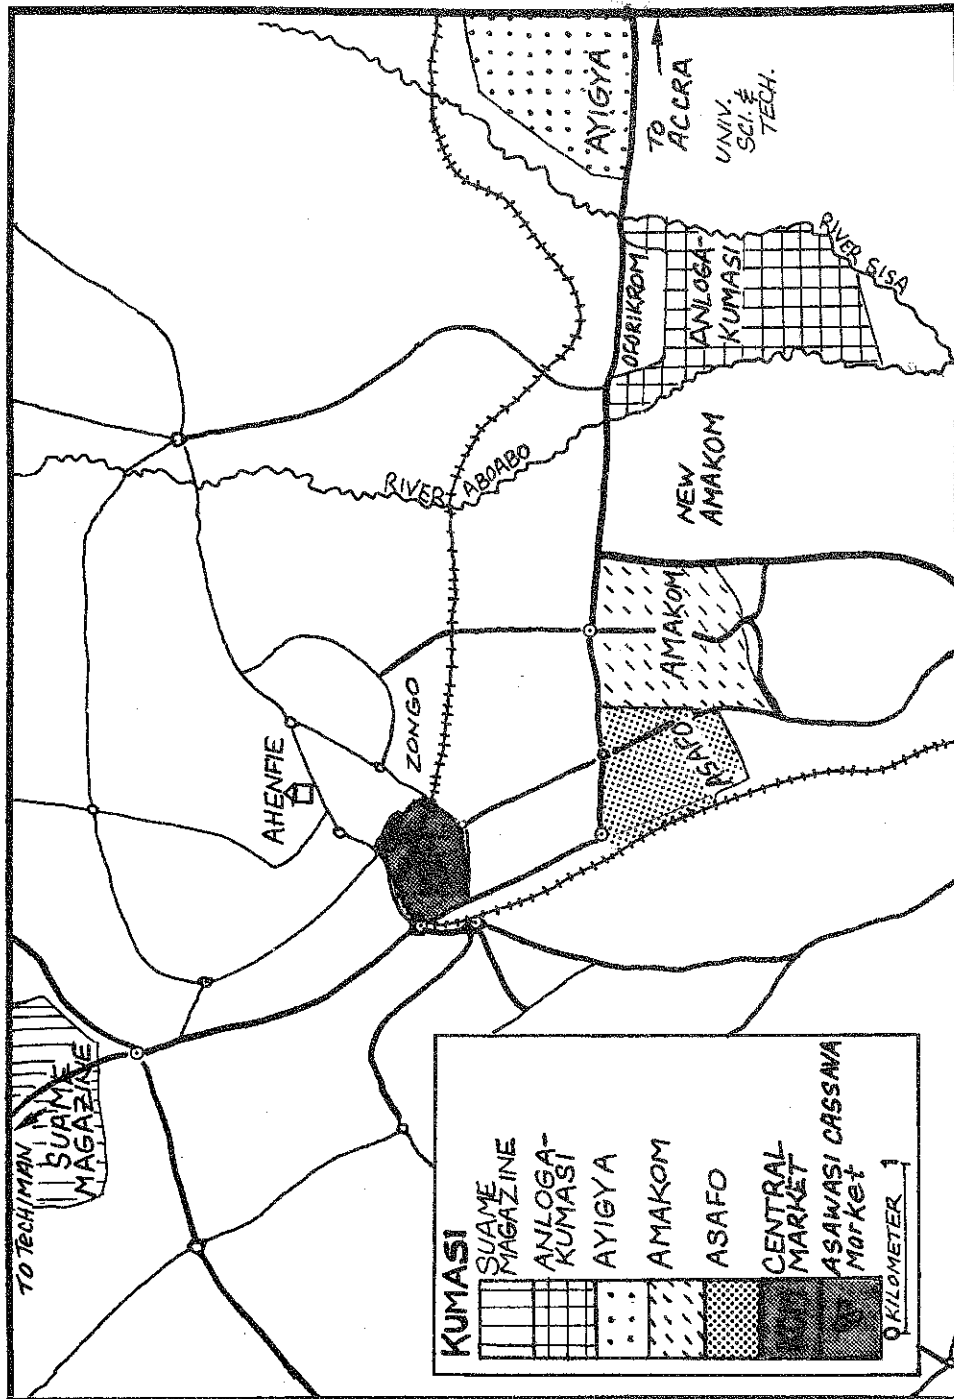 TO TECHIMAN
SUAME
MAGAZINE
AHENFIE
ZONGO
RIVER
ABOABO
AYIGYA
TO
ACCRA
UNIV.
SCI. &
TECH.
OFORIKROM
ANLOGA-
KUMASI
RIVER SISA
NEW
AMAKOM
AMAKOM
ASAFO
KUMASI
SUAME
MAGAZINE
ANLOGA-
KUMASI
AYIGYA
AMAKOM
ASAFO
CENTRAL
MARKET
ASAWASI CASSAVA
Market
0 KILOMETER 1